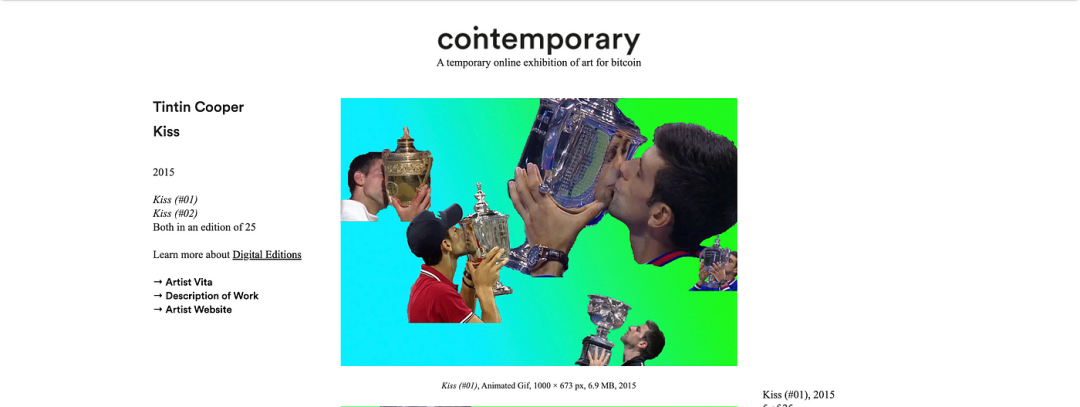 cointemporary
A temporary online exhibition of art for bitcoin
Tintin Cooper
Kiss
2015
Kiss (#01)
Kiss (#02)
Both in an edition of 25
Learn more about Digital Editions
→ Artist Vita
→ Description of Work
→ Artist Website
Kiss (#01), Animated Gif, 1000 × 673 px, 6.9 MB, 2015
Kiss (#01), 2015